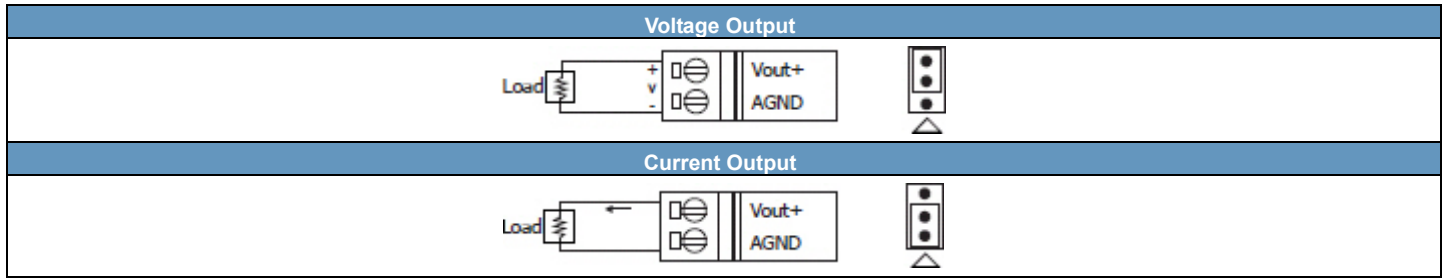 Voltage Output
Load
+
v
-
Vout+
AGND
Current Output
Load
Vout+
AGND